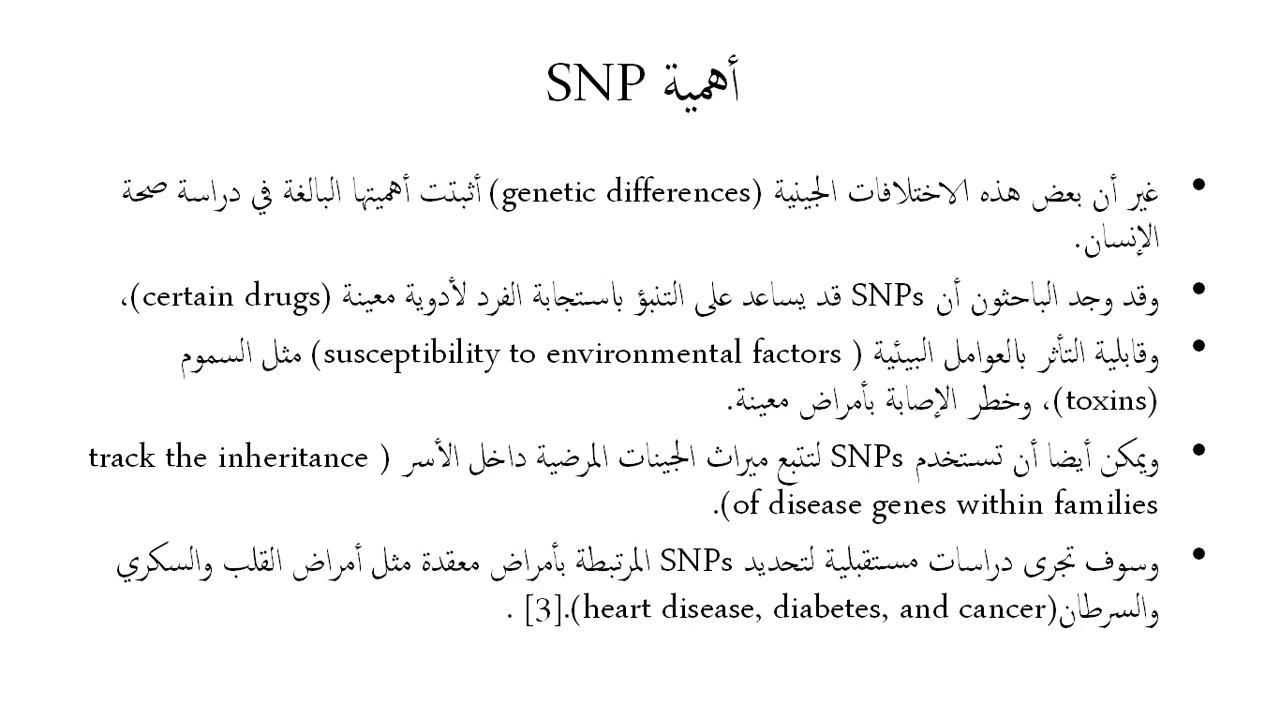 أهمية SNP
• غير أن بعض هذه الاختلافات الجينية (genetic differences) أثبتت أهميتها البالغة في دراسة صحة
الإنسان.
• وقد وجد الباحثون أن SNPs قد يساعد على التنبؤ باستجابة الفرد لأدوية معينة (certain drugs)،
• وقابلية التأثر بالعوامل البيئية ( susceptibility to environmental factors) مثل السموم
(toxins)، وخطر الإصابة بأمراض معينة.
• ويمكن أيضا أن تستخدم SNPs لتتبع ميراث الجينات المرضية داخل الأسر ( track the inheritance
of disease genes within families).
• وسوف تجرى دراسات مستقبلية لتحديد SNPs المرتبطة بأمراض معقدة مثل أمراض القلب والسكري
والسرطان(heart disease, diabetes, and cancer).[3] .